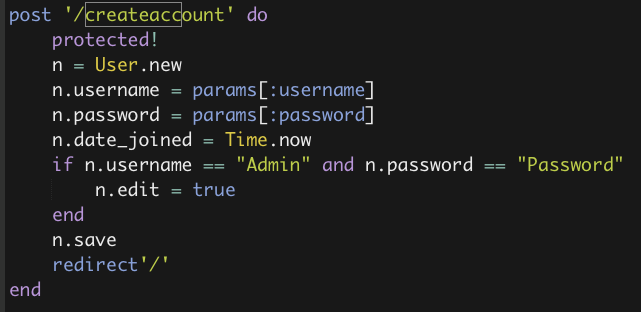 post '/createaccount' do
    protected!
    n = User.new
    n.username = params[:username]
    n.password = params[:password]
    n.date_joined = Time.now
    if n.username == "Admin" and n.password == "Password"
        n.edit = true
    end
    n.save
    redirect'/'
end